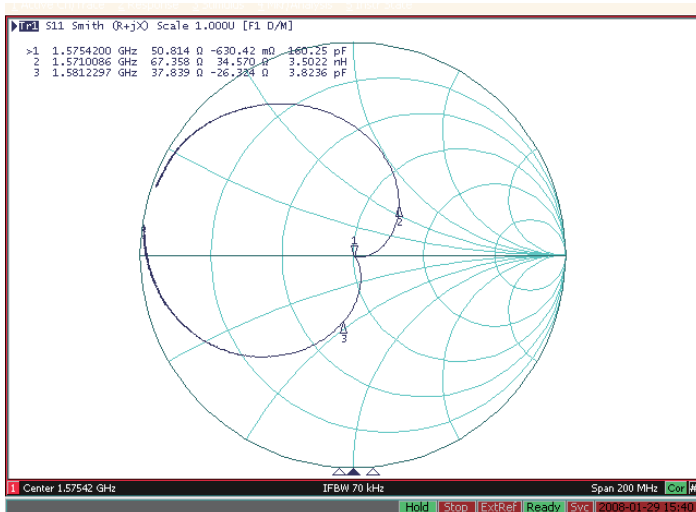 Tr1 S11 Smith (R+jX) Scale 1.000U [F1 D/M]
>1 1.5754200 GHz 50.814 Ω -630.42 mΩ 160.25 pF
2 1.5710086 GHz 67.358 Ω 34.570 Ω 3.5022 nH
3 1.5812297 GHz 37.839 Ω -26.324 Ω 3.8236 pF
1
2
3
1 Center 1.57542 GHz IFBW 70 kHz Span 200 MHz Cor
Hold Stop ExtRef Ready Svc 2008-01-29 15:40